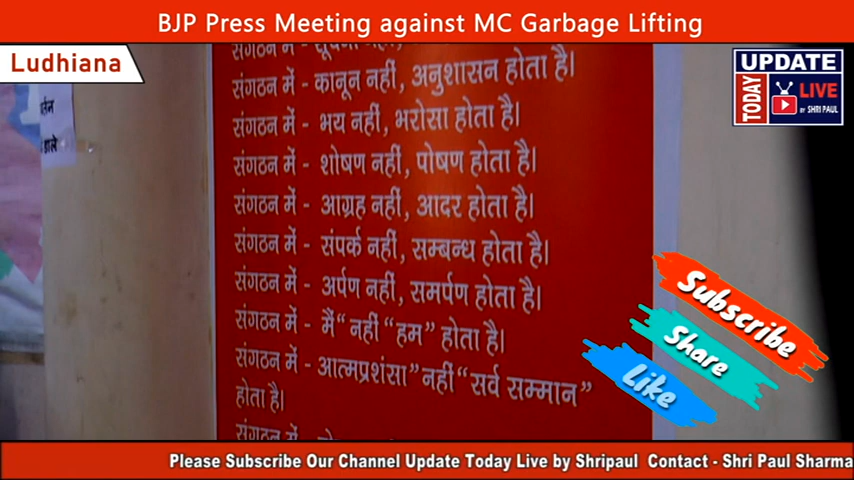 BJP Press Meeting against MC Garbage Lifting
Ludhiana
UPDATE
TODAY
LIVE
BY SHRI PAUL
डाले
संगठन में -
संगठन में - कानून नहीं, अनुशासन होता है।
संगठन में - भय नहीं, भरोसा होता है।
संगठन में - शोषण नहीं, पोषण होता है।
संगठन में - आग्रह नहीं, आदर होता है।
संगठन में - संपर्क नहीं, सम्बन्ध होता है।
संगठन में - अर्पण नहीं, समर्पण होता है।
संगठन में - मैं“ नहीं “हम” होता है।
संगठन में - आत्मप्रशंसा” नहीं “सर्व सम्मान”
होता है।
संगठन में -
Subscribe
Share
Like
Please Subscribe Our Channel Update Today Live by Shripaul Contact - Shri Paul Sharma